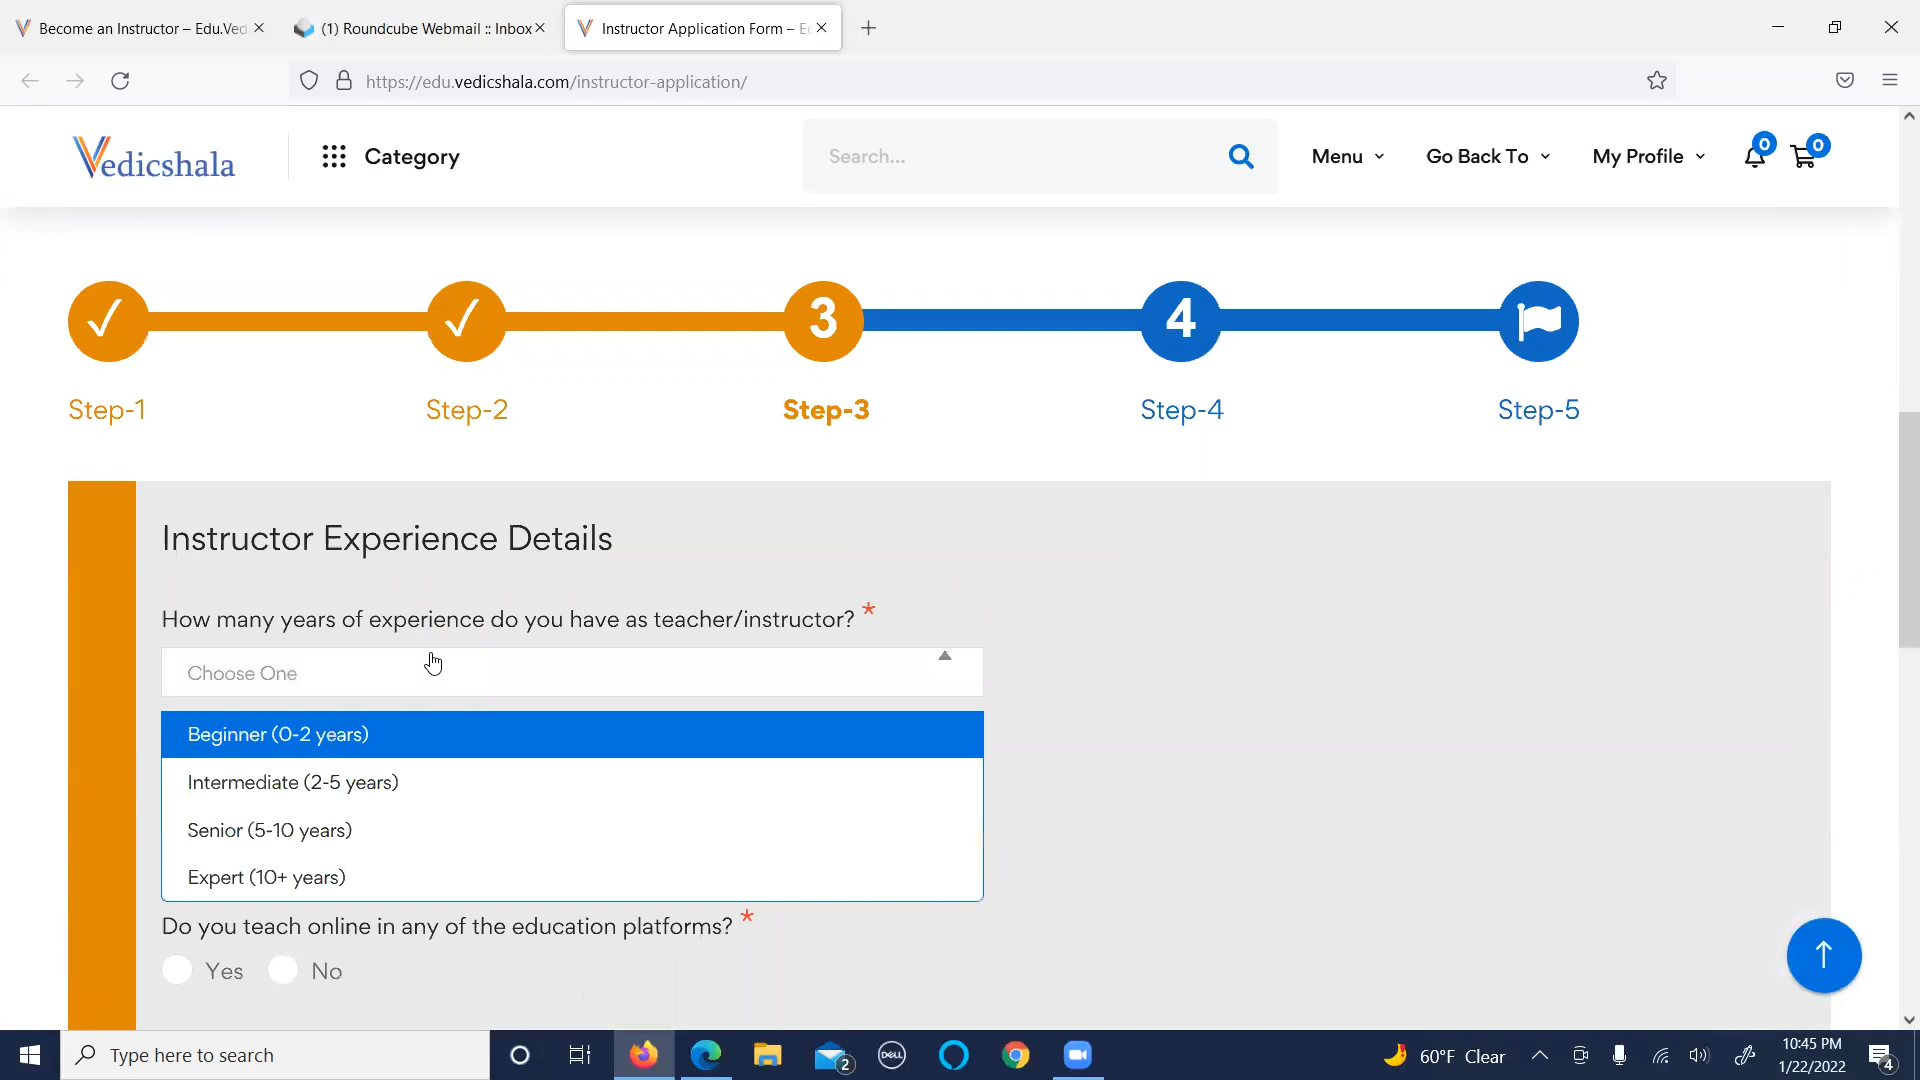 Become an Instructor – Edu.Ved
(1) Roundcube Webmail :: Inbox
Instructor Application Form – Ed
https://edu.vedicshala.com/instructor-application/
Vedicshala
Category
Search...
Menu
Go Back To
My Profile
0
0
3
4
Step-1
Step-2
Step-3
Step-4
Step-5
Instructor Experience Details
How many years of experience do you have as teacher/instructor? *
Choose One
Beginner (0-2 years)
Intermediate (2-5 years)
Senior (5-10 years)
Expert (10+ years)
Do you teach online in any of the education platforms? *
Yes
No
Type here to search
2
DELL
60°F Clear
10:45 PM
1/22/2022
4